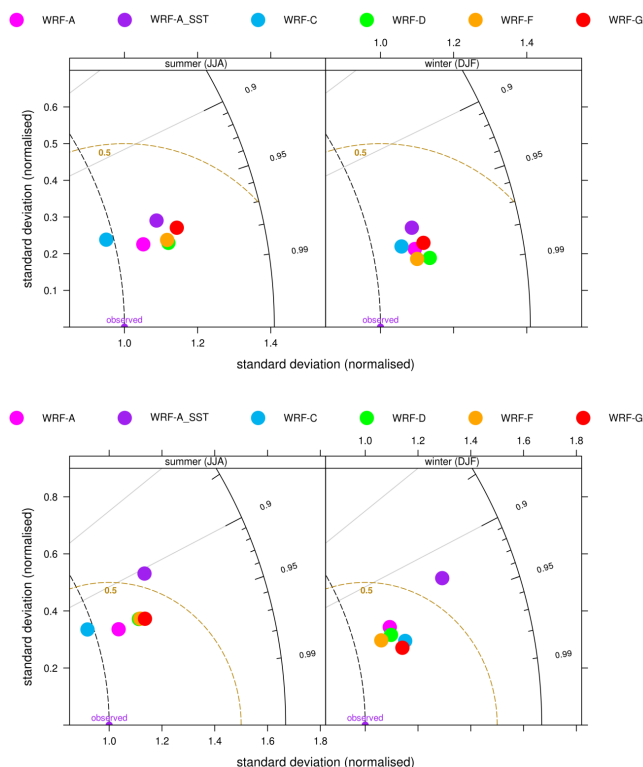 WRF-A WRF-A_SST WRF-C WRF-D WRF-F WRF-G
1.0 1.2 1.4
summer (JJA) winter (DJF)
standard deviation (normalised)
0.6
0.5
0.4
0.3
0.2
0.1
0.5
0.9
0.95
0.99
observed
0.5
0.9
0.95
0.99
observed
1.0 1.2 1.4
standard deviation (normalised)
WRF-A WRF-A_SST WRF-C WRF-D WRF-F WRF-G
1.0 1.2 1.4 1.6 1.8
summer (JJA) winter (DJF)
standard deviation (normalised)
0.8
0.6
0.4
0.2
0.5
0.9
0.95
0.99
observed
0.5
0.9
0.95
0.99
observed
1.0 1.2 1.4 1.6 1.8
standard deviation (normalised)